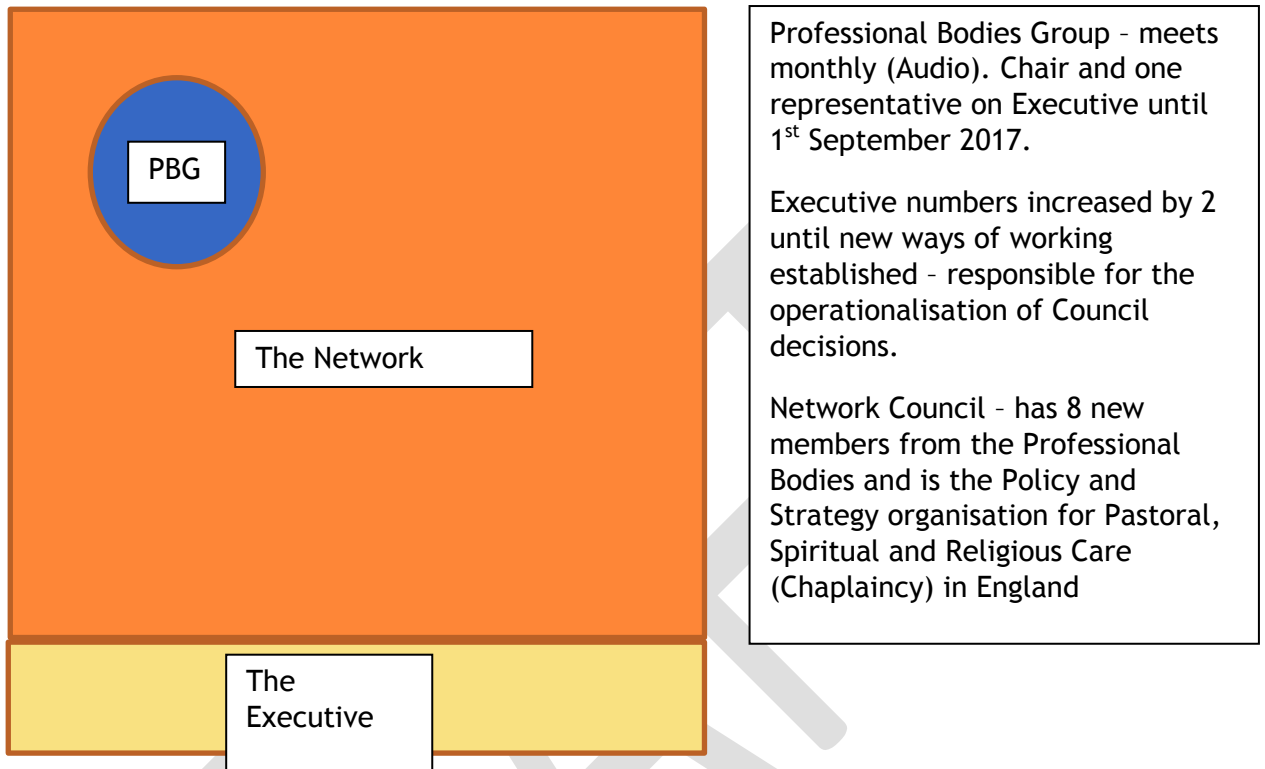 PBG
The Network
The
Executive
Professional Bodies Group – meets
monthly (Audio). Chair and one
representative on Executive until
1st September 2017.
Executive numbers increased by 2
until new ways of working
established – responsible for the
operationalisation of Council
decisions.
Network Council – has 8 new
members from the Professional
Bodies and is the Policy and
Strategy organisation for Pastoral,
Spiritual and Religious Care
(Chaplaincy) in England